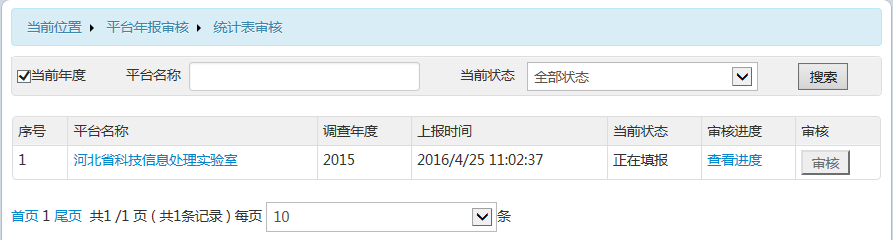 当前位置 平台年报审核 统计表审核
当前年度 平台名称 当前状态 全部状态 搜索
序号 平台名称 调查年度 上报时间 当前状态 审核进度 审核
1 河北省科技信息处理实验室 2015 2016/4/25 11:02:37 正在填报 查看进度 审核
首页 1 尾页 共1 /1 页 ( 共1条记录 ) 每页 10 条